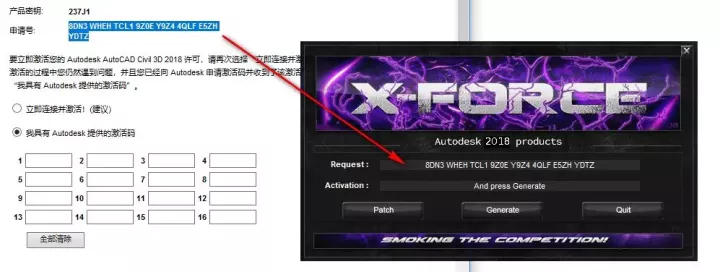 产品密钥: 237J1
申请号: 8DN3 WHEH TCL1 9Z0E Y9Z4 4QLF E5ZH
YDTZ
要立即激活您的 Autodesk AutoCAD Civil 3D 2018 许可，请再次选择“立即连接并激
激活的过程中您仍然遇到问题，并且您已经向 Autodesk 申请激活码并收到了该激活
“我具有 Autodesk 提供的激活码”。
立即连接并激活! (建议)
我具有 Autodesk 提供的激活码
1 2 3 4
5 6 7 8
9 10 11 12
13 14 15 16
全部清除
X-FORCE
Autodesk 2018 products
Request : 8DN3 WHEH TCL1 9Z0E Y9Z4 4QLF E5ZH YDTZ
Activation : And press Generate
Patch Generate Quit
SMOKING THE COMPETITION!